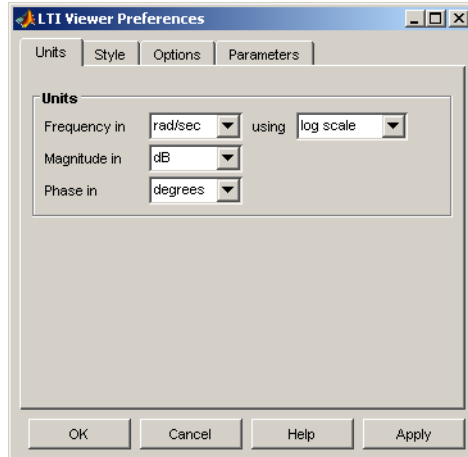 LTI Viewer Preferences
Units Style Options Parameters
Units
Frequency in rad/sec using log scale
Magnitude in dB
Phase in degrees
OK Cancel Help Apply